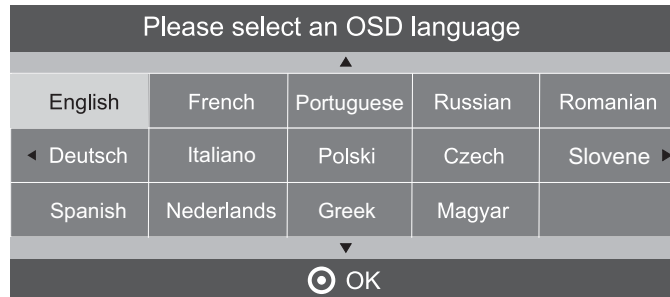 Please select an OSD language
English French Portuguese Russian Romanian
Deutsch Italiano Polski Czech Slovene
Spanish Nederlands Greek Magyar
OK